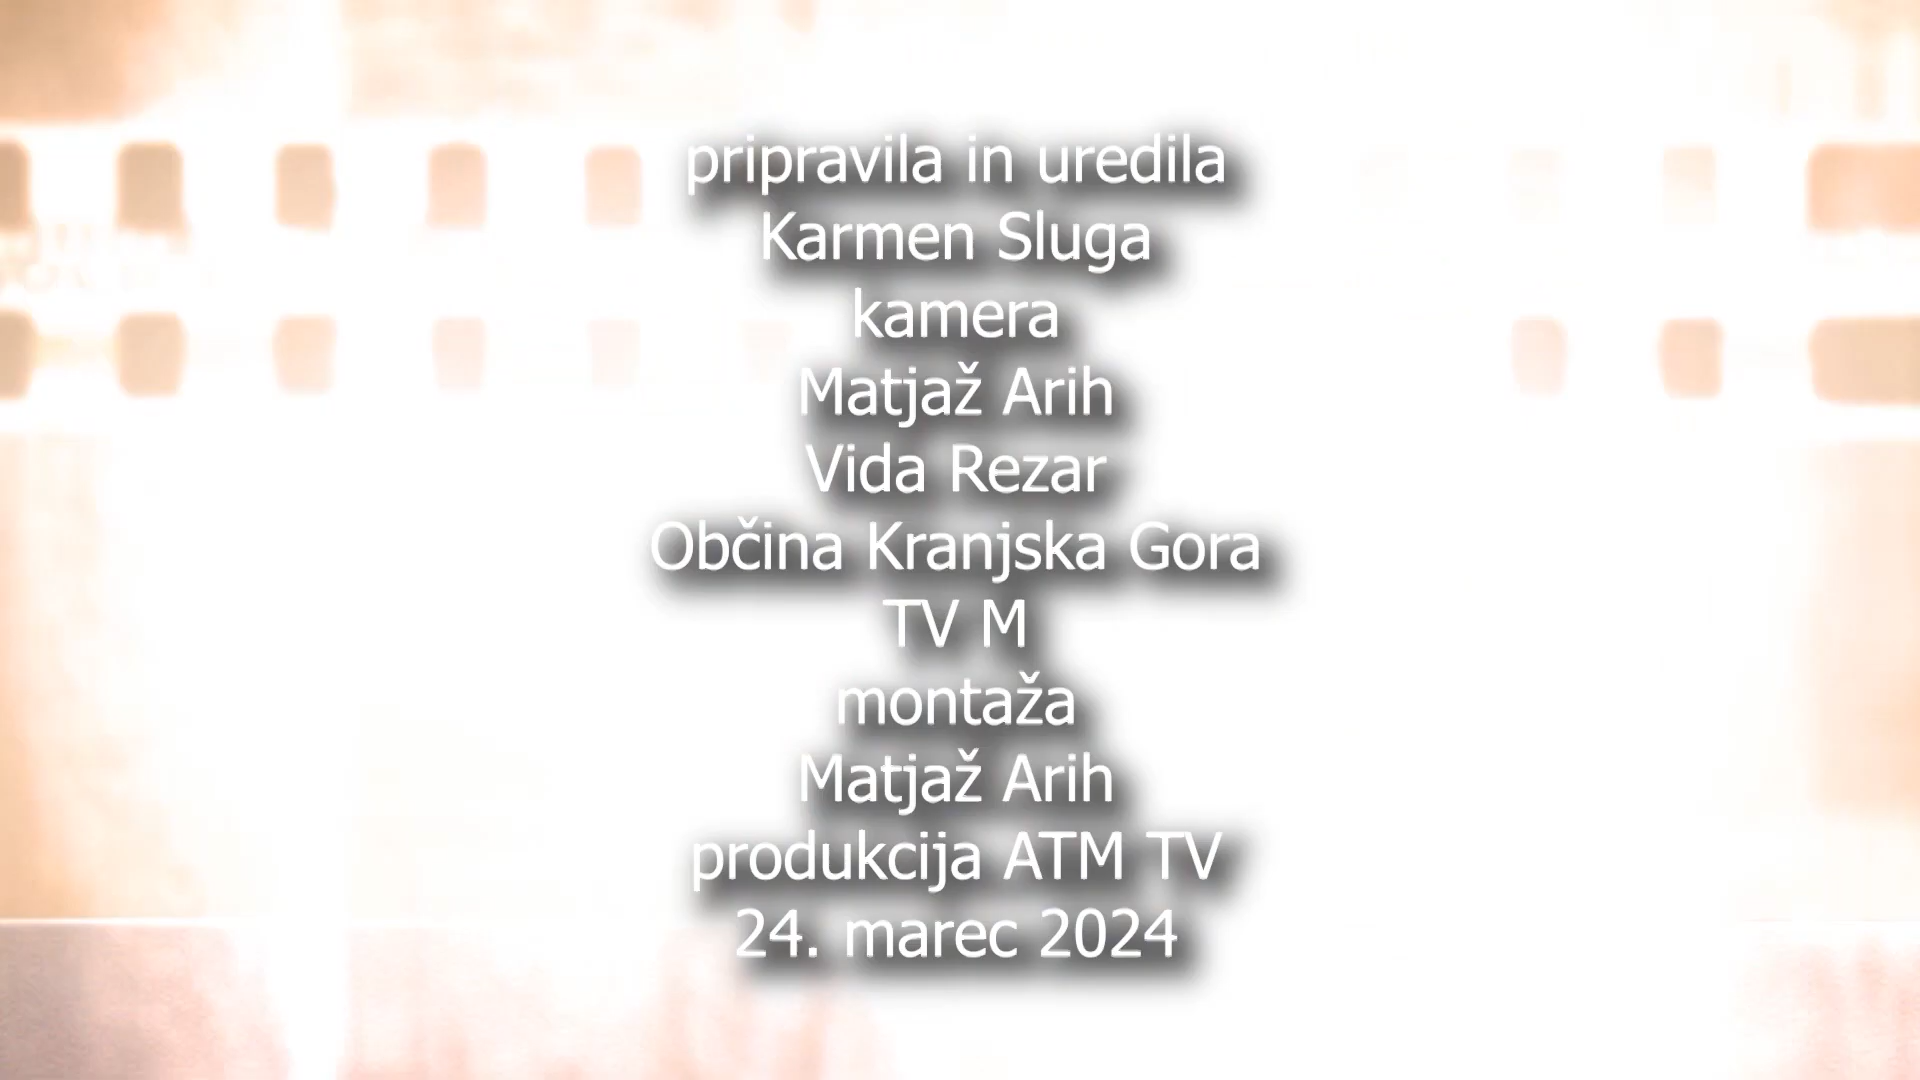 pripravila in uredila
Karmen Sluga
kamera
Matjaž Arih
Vida Rezar
Občina Kranjska Gora
TV M
montaža
Matjaž Arih
produkcija ATM TV
24. marec 2024